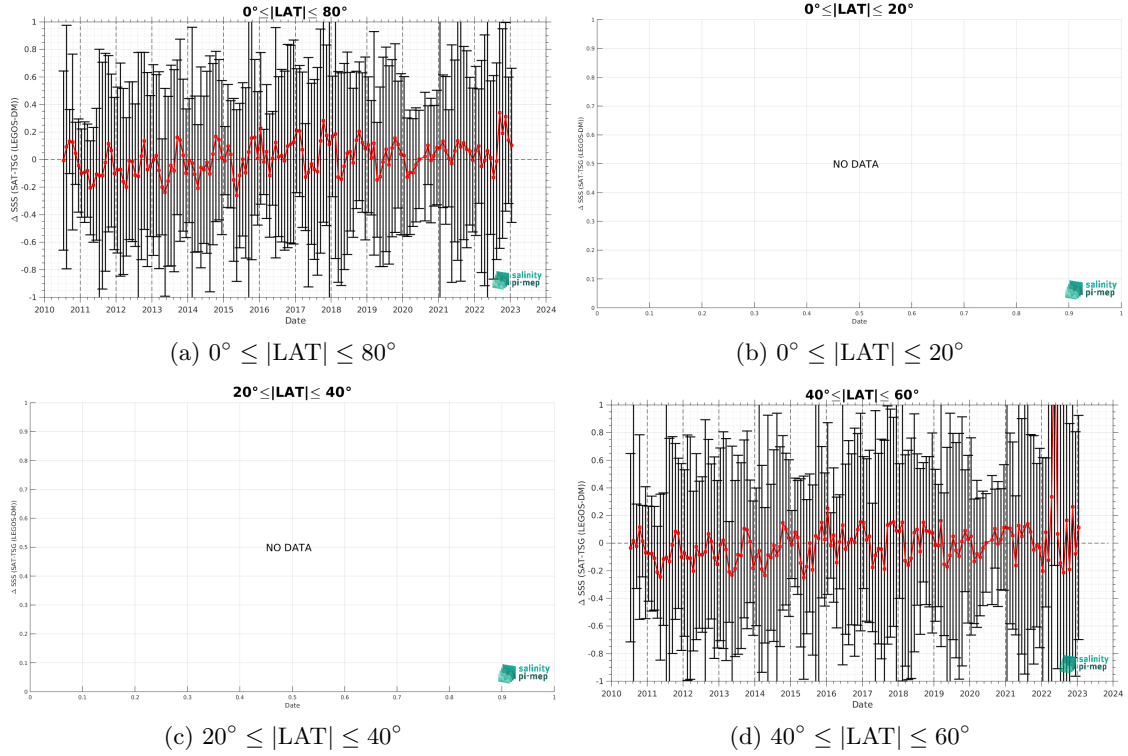 0°≤|LAT|≤ 80°
1
0.8
0.6
0.4
0.2
0
-0.2
-0.4
-0.6
-0.8
-1
Δ SSS (SAT-TSG (LEGOS-DM))
2010 2011 2012 2013 2014 2015 2016 2017 2018 2019 2020 2021 2022 2023 2024
Date
salinity
pi-mep
(a) 0° ≤ |LAT| ≤ 80°
0°≤|LAT|≤ 20°
1
0.9
0.8
0.7
0.6
0.5
0.4
0.3
0.2
0.1
0
Δ SSS (SAT-TSG (LEGOS-DM))
NO DATA
0 0.1 0.2 0.3 0.4 0.5 0.6 0.7 0.8 0.9 1
Date
salinity
pi-mep
(b) 0° ≤ |LAT| ≤ 20°
20°≤|LAT|≤ 40°
1
0.9
0.8
0.7
0.6
0.5
0.4
0.3
0.2
0.1
0
Δ SSS (SAT-TSG (LEGOS-DM))
NO DATA
0 0.1 0.2 0.3 0.4 0.5 0.6 0.7 0.8 0.9 1
Date
salinity
pi-mep
(c) 20° ≤ |LAT| ≤ 40°
40°≤|LAT|≤ 60°
1
0.8
0.6
0.4
0.2
0
-0.2
-0.4
-0.6
-0.8
-1
Δ SSS (SAT-TSG (LEGOS-DM))
2010 2011 2012 2013 2014 2015 2016 2017 2018 2019 2020 2021 2022 2023 2024
Date
salinity
pi-mep
(d) 40° ≤ |LAT| ≤ 60°